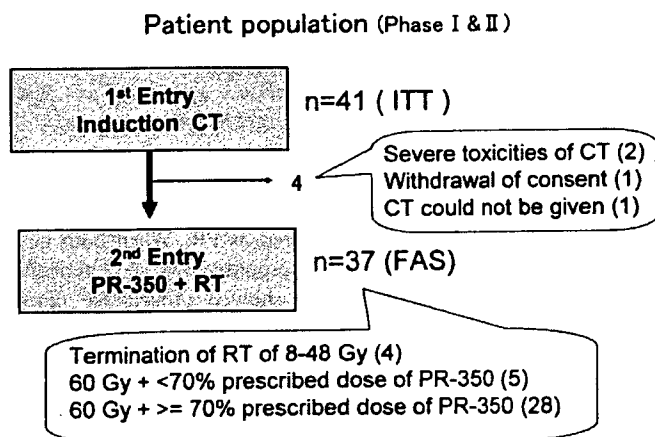 Patient population (Phase Ⅰ & Ⅱ)
1st Entry
Induction CT
n=41 ( ITT )
4
Severe toxicities of CT (2)
Withdrawal of consent (1)
CT could not be given (1)
2nd Entry
PR-350 + RT
n=37 (FAS)
Termination of RT of 8-48 Gy (4)
60 Gy + <70% prescribed dose of PR-350 (5)
60 Gy + >= 70% prescribed dose of PR-350 (28)